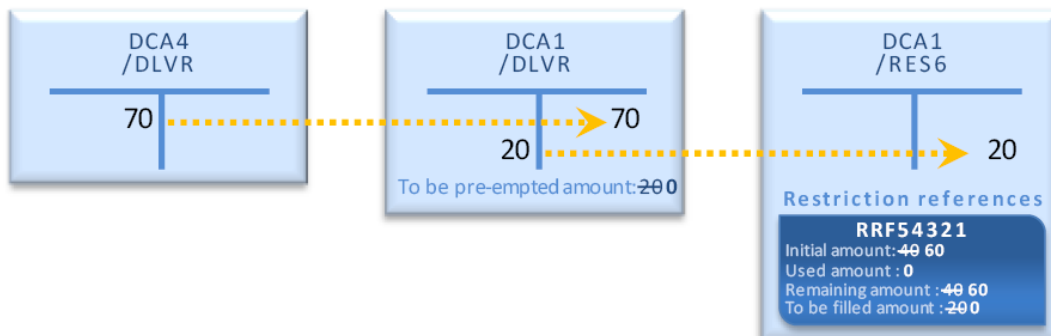 DCA4
/DLVR
70
DCA1
/DLVR
70
20
To be pre-empted amount: 20 0
DCA1
/RES6
20
Restriction references
RRF54321
Initial amount: 40 60
Used amount : 0
Remaining amount : 40 60
To be filled amount : 20 0